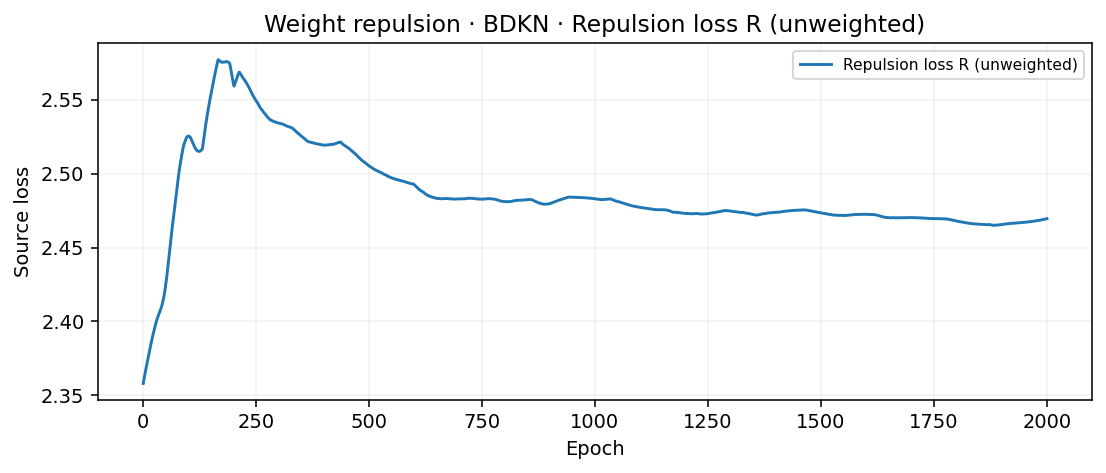 Weight repulsion · BDKN · Repulsion loss R (unweighted)
Repulsion loss R (unweighted)
Source loss
2.55
2.50
2.45
2.40
2.35
0 250 500 750 1000 1250 1500 1750 2000
Epoch